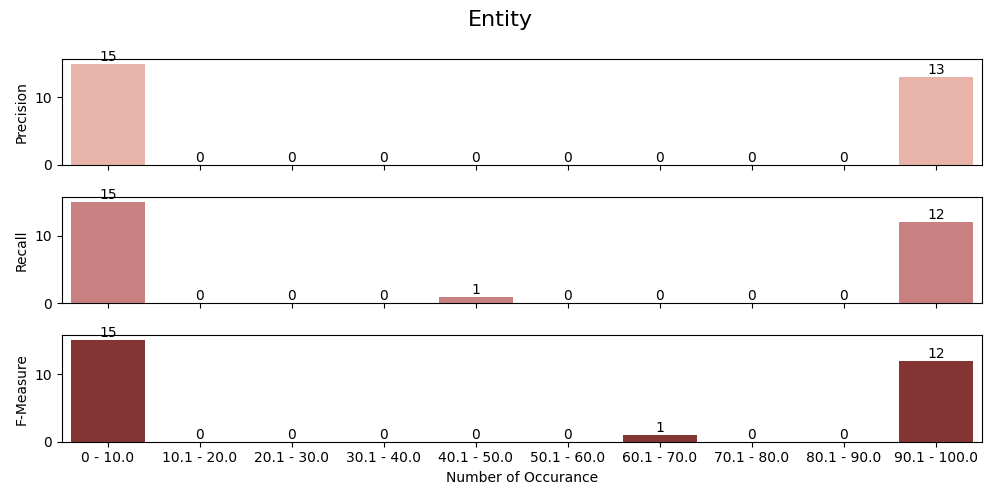 Entity
15 0 0 0 0 0 0 0 0 13
10
0
Precision
15 0 0 0 1 0 0 0 0 12
10
0
Recall
15 0 0 0 0 0 1 0 0 12
10
0
F-Measure
0 - 10.0 10.1 - 20.0 20.1 - 30.0 30.1 - 40.0 40.1 - 50.0 50.1 - 60.0 60.1 - 70.0 70.1 - 80.0 80.1 - 90.0 90.1 - 100.0
Number of Occurance